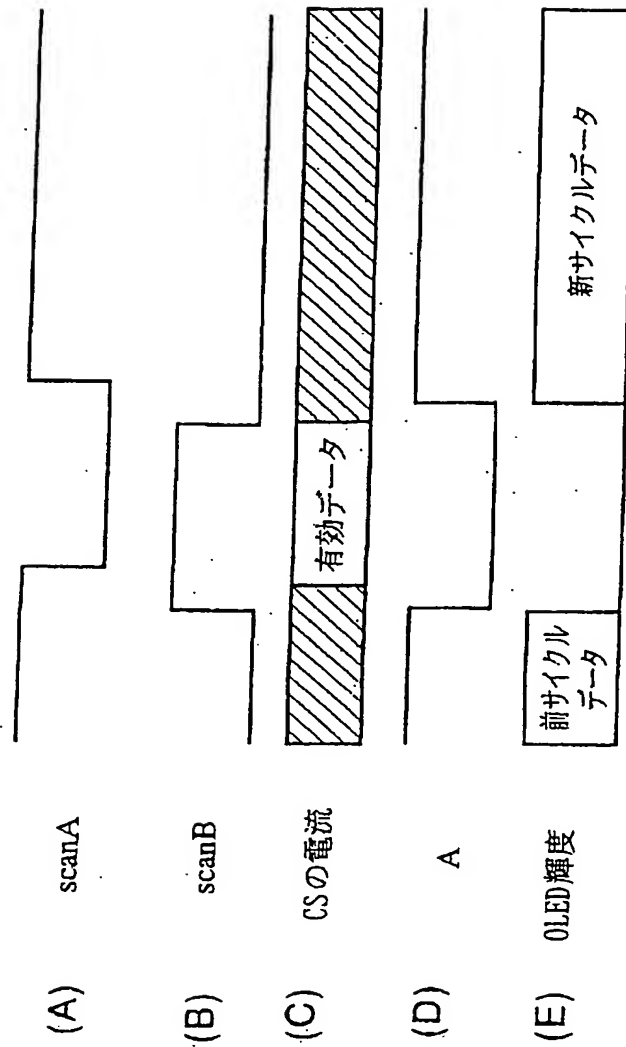 (A) scanA
(B) scanB
(C) CSの電流
有効データ
(D) A
(E) OLED輝度
前サイクル
データ
新サイクルデータ